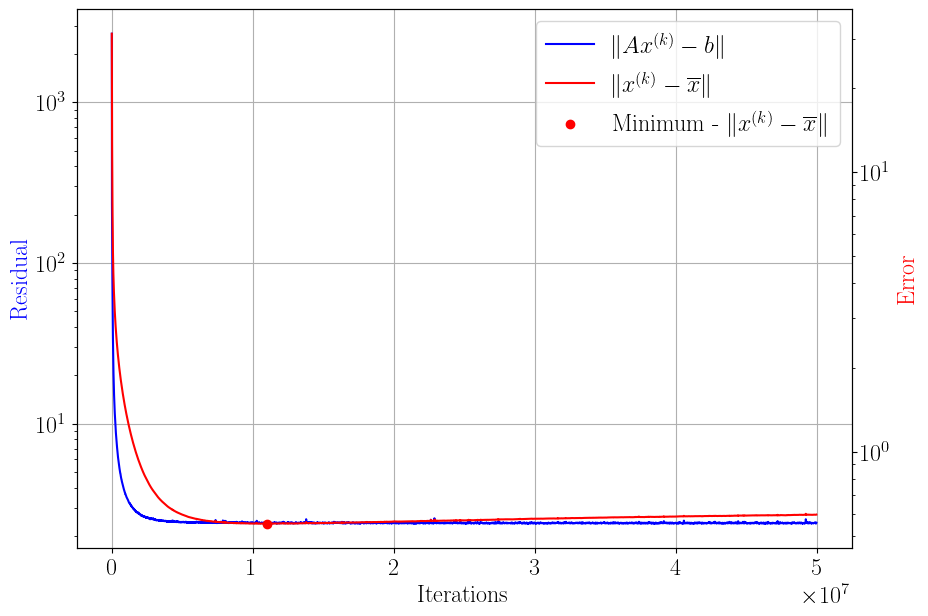 ‖Ax^(k) − b‖
‖x^(k) − x̅‖
Minimum - ‖x^(k) − x̅‖
10^3
10^2
10^1
Residual
10^1
10^0
Error
0 1 2 3 4 5
×10^7
Iterations